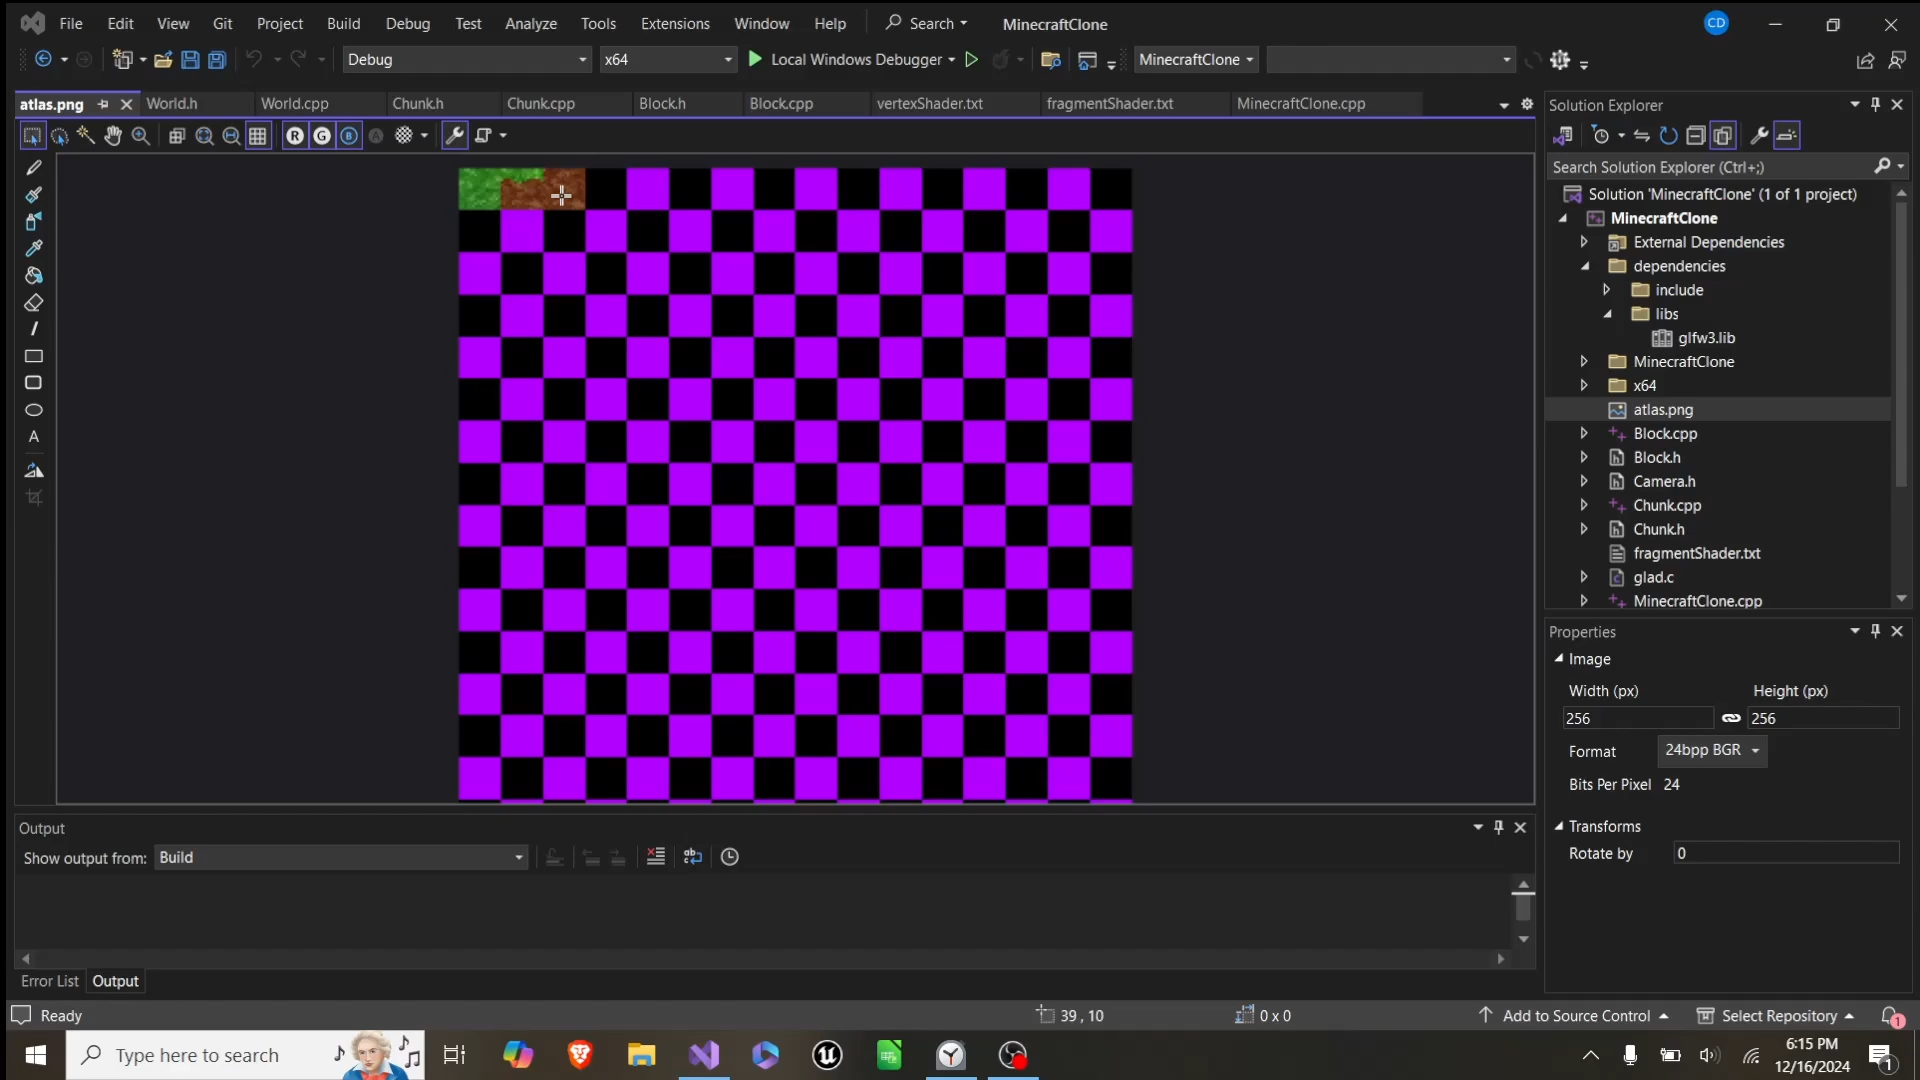 File Edit View Git Project Build Debug Test Analyze Tools Extensions Window Help Search MinecraftClone CD
Debug x64 Local Windows Debugger MinecraftClone
atlas.png World.h World.cpp Chunk.h Chunk.cpp Block.h Block.cpp vertexShader.txt fragmentShader.txt MinecraftClone.cpp
R G B A
A
Solution Explorer
Search Solution Explorer (Ctrl+;)
Solution 'MinecraftClone' (1 of 1 project)
MinecraftClone
External Dependencies
dependencies
include
libs
glfw3.lib
MinecraftClone
x64
atlas.png
Block.cpp
Block.h
Camera.h
Chunk.cpp
Chunk.h
fragmentShader.txt
glad.c
MinecraftClone.cpp
Properties
Image
Width (px) Height (px)
256 256
Format 24bpp BGR
Bits Per Pixel 24
Transforms
Rotate by 0
Output
Show output from: Build
Error List Output
Ready 39 , 10 0 x 0 Add to Source Control Select Repository 1
Type here to search
6:15 PM
12/16/2024
1